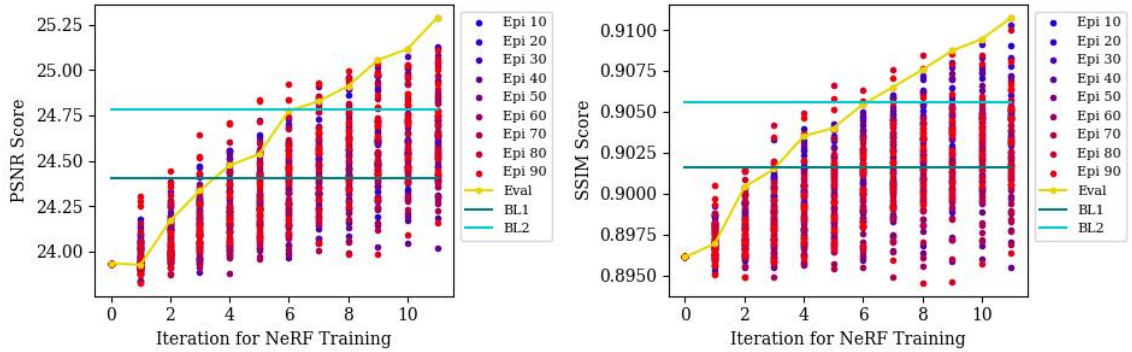 PSNR Score
25.25
25.00
24.75
24.50
24.25
24.00
0 2 4 6 8 10
Iteration for NeRF Training
Epi 10
Epi 20
Epi 30
Epi 40
Epi 50
Epi 60
Epi 70
Epi 80
Epi 90
Eval
BL1
BL2
SSIM Score
0.9100
0.9075
0.9050
0.9025
0.9000
0.8975
0.8950
0 2 4 6 8 10
Iteration for NeRF Training
Epi 10
Epi 20
Epi 30
Epi 40
Epi 50
Epi 60
Epi 70
Epi 80
Epi 90
Eval
BL1
BL2